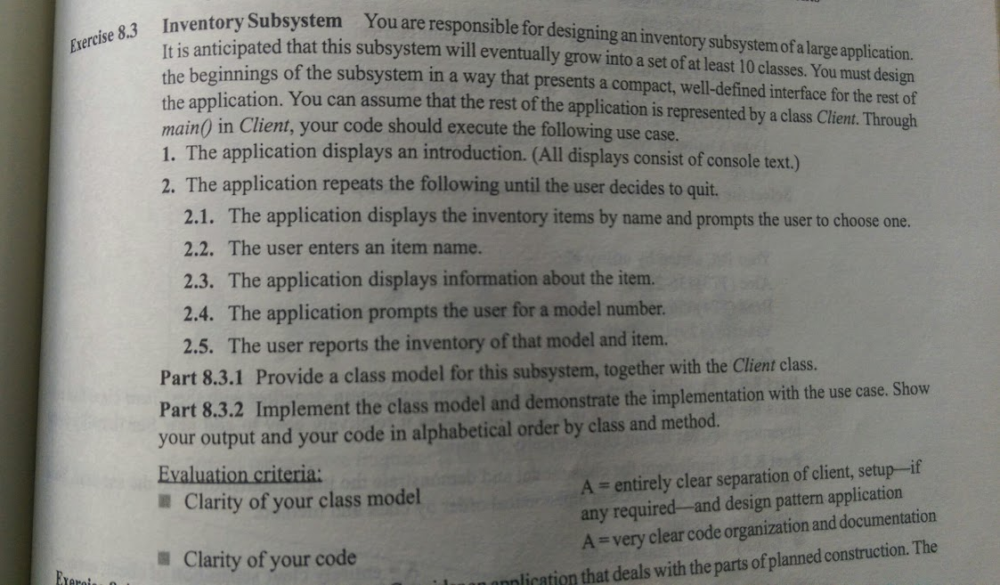 Exercise 8.3 Inventory Subsystem You are responsible for designing an inventory subsystem of a large application.
It is anticipated that this subsystem will eventually grow into a set of at least 10 classes. You must design
the beginnings of the subsystem in a way that presents a compact, well-defined interface for the rest of
the application. You can assume that the rest of the application is represented by a class Client. Through
main() in Client, your code should execute the following use case.
1. The application displays an introduction. (All displays consist of console text.)
2. The application repeats the following until the user decides to quit.
2.1. The application displays the inventory items by name and prompts the user to choose one.
2.2. The user enters an item name.
2.3. The application displays information about the item.
2.4. The application prompts the user for a model number.
2.5. The user reports the inventory of that model and item.
Part 8.3.1 Provide a class model for this subsystem, together with the Client class.
Part 8.3.2 Implement the class model and demonstrate the implementation with the use case. Show
your output and your code in alphabetical order by class and method.
Evaluation criteria:
■ Clarity of your class model
A = entirely clear separation of client, setup—if
any required—and design pattern application
■ Clarity of your code
A = very clear code organization and documentation
application that deals with the parts of planned construction. The